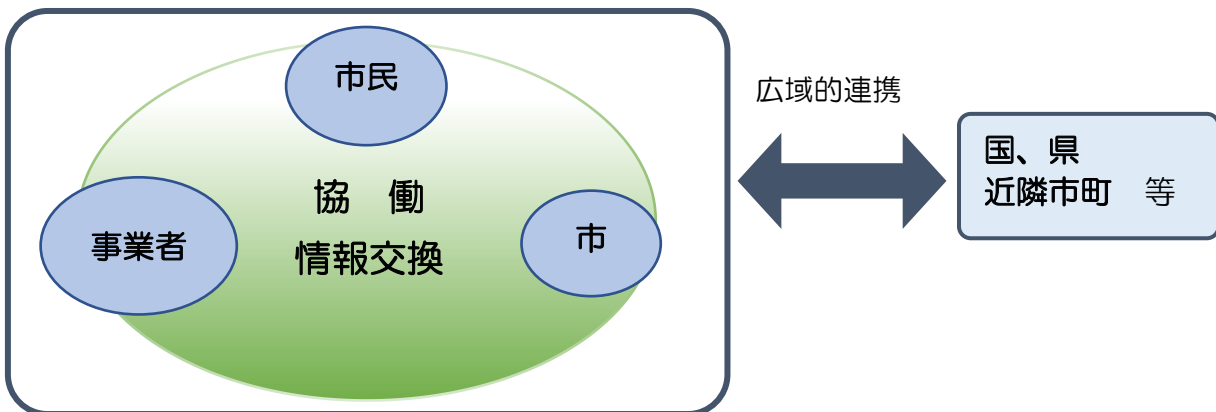 市民
協　働
情報交換
事業者
市
広域的連携
国、県
近隣市町　等